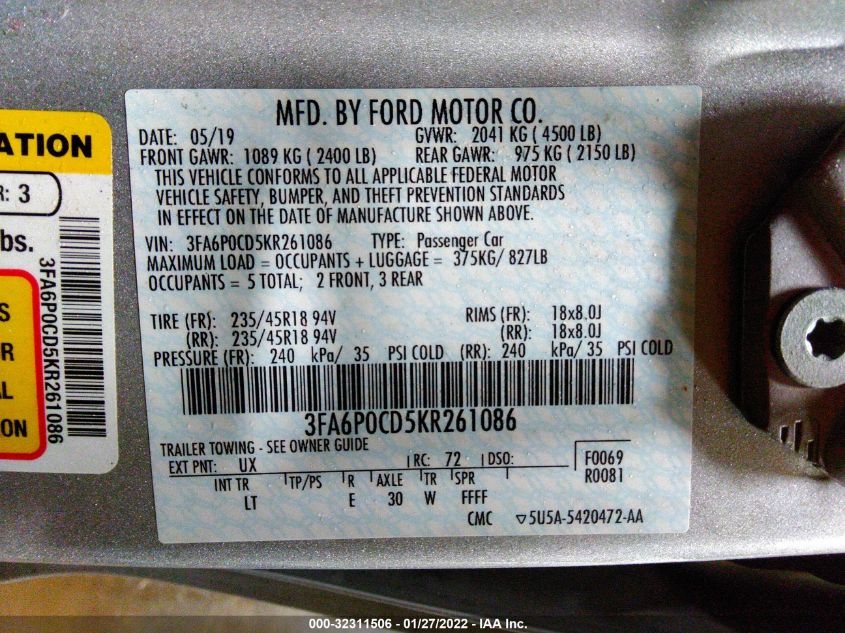 MFD. BY FORD MOTOR CO.
DATE: 05/19 GVWR: 2041 KG ( 4500 LB)
FRONT GAWR: 1089 KG ( 2400 LB) REAR GAWR: 975 KG ( 2150 LB)
THIS VEHICLE CONFORMS TO ALL APPLICABLE FEDERAL MOTOR
VEHICLE SAFETY, BUMPER, AND THEFT PREVENTION STANDARDS
IN EFFECT ON THE DATE OF MANUFACTURE SHOWN ABOVE.
VIN: 3FA6P0CD5KR261086 TYPE: Passenger Car
MAXIMUM LOAD = OCCUPANTS + LUGGAGE = 375KG/ 827LB
OCCUPANTS = 5 TOTAL; 2 FRONT, 3 REAR
TIRE (FR): 235/45R18 94V RIMS (FR): 18x8.0J
(RR): 235/45R18 94V (RR): 18x8.0J
PRESSURE (FR): 240 kPa/ 35 PSI COLD (RR): 240 kPa/ 35 PSI COLD
3FA6P0CD5KR261086
TRAILER TOWING - SEE OWNER GUIDE
EXT PNT: UX RC: 72 DSO: F0069
R0081
INT TR TP/PS R AXLE TR SPR
LT E 30 W FFFF
CMC ▽5U5A-5420472-AA
ATION
R: 3
bs.
S
R
AL
ON
3FA6P0CD5KR261086
000-32311506 - 01/27/2022 - IAA Inc.